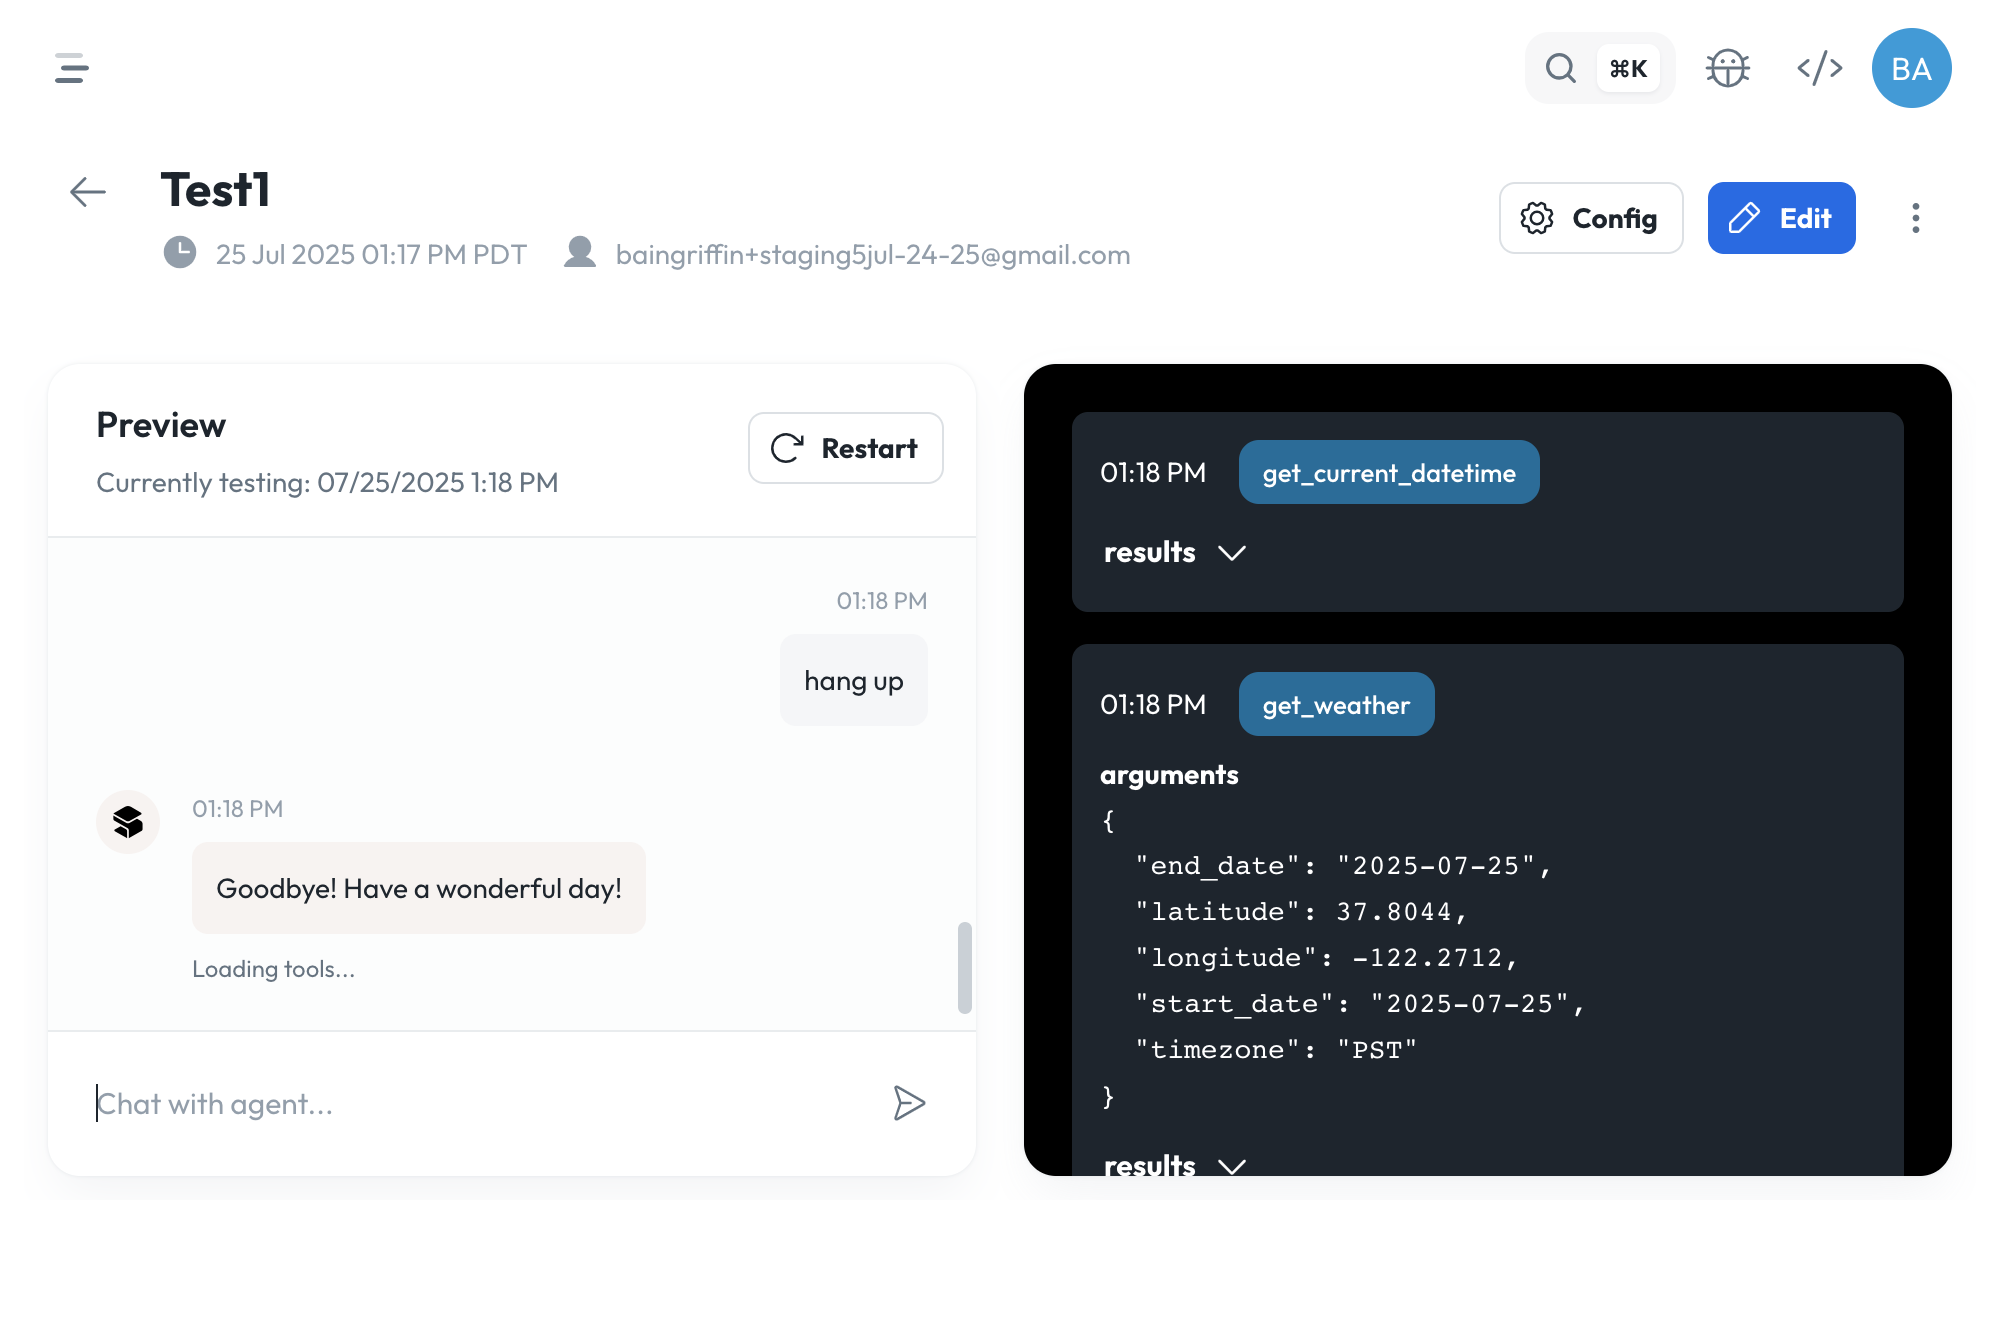 ⌘K
BA
Test1
25 Jul 2025 01:17 PM PDT baingriffin+staging5jul-24-25@gmail.com
Config
Edit
Preview
Currently testing: 07/25/2025 1:18 PM
Restart
01:18 PM
hang up
01:18 PM
Goodbye! Have a wonderful day!
Loading tools...
Chat with agent...
01:18 PM get_current_datetime
results
01:18 PM get_weather
arguments
{
"end_date": "2025-07-25",
"latitude": 37.8044,
"longitude": -122.2712,
"start_date": "2025-07-25",
"timezone": "PST"
}
results